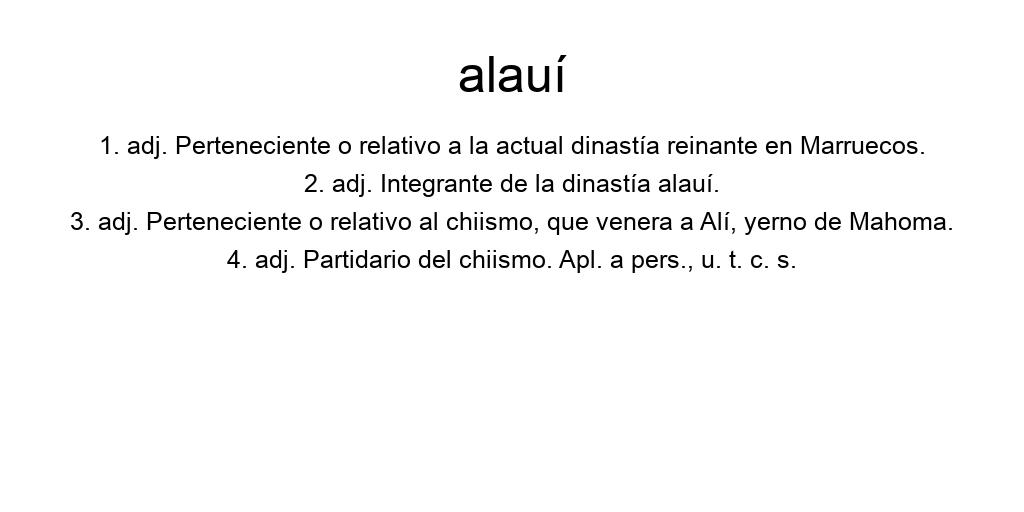 alauí
1. adj. Perteneciente o relativo a la actual dinastía reinante en Marruecos.
2. adj. Integrante de la dinastía alauí.
3. adj. Perteneciente o relativo al chiismo, que venera a Alí, yerno de Mahoma.
4. adj. Partidario del chiismo. Apl. a pers., u. t. c. s.